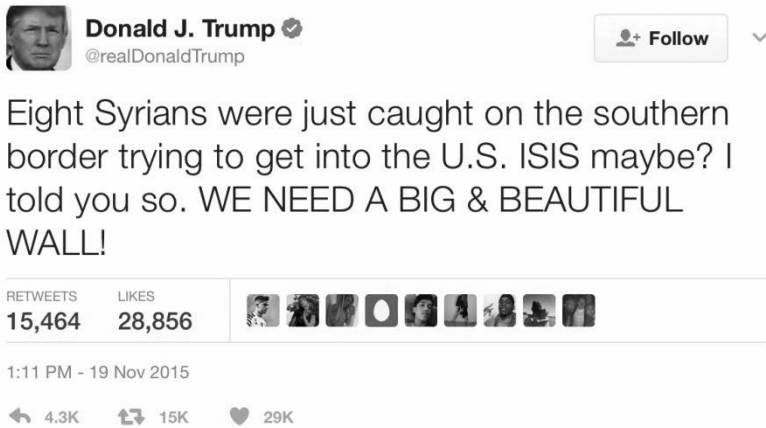 Donald J. Trump
@realDonaldTrump
Follow
Eight Syrians were just caught on the southern
border trying to get into the U.S. ISIS maybe? I
told you so. WE NEED A BIG & BEAUTIFUL
WALL!
RETWEETS LIKES
15,464 28,856
1:11 PM - 19 Nov 2015
4.3K 15K 29K